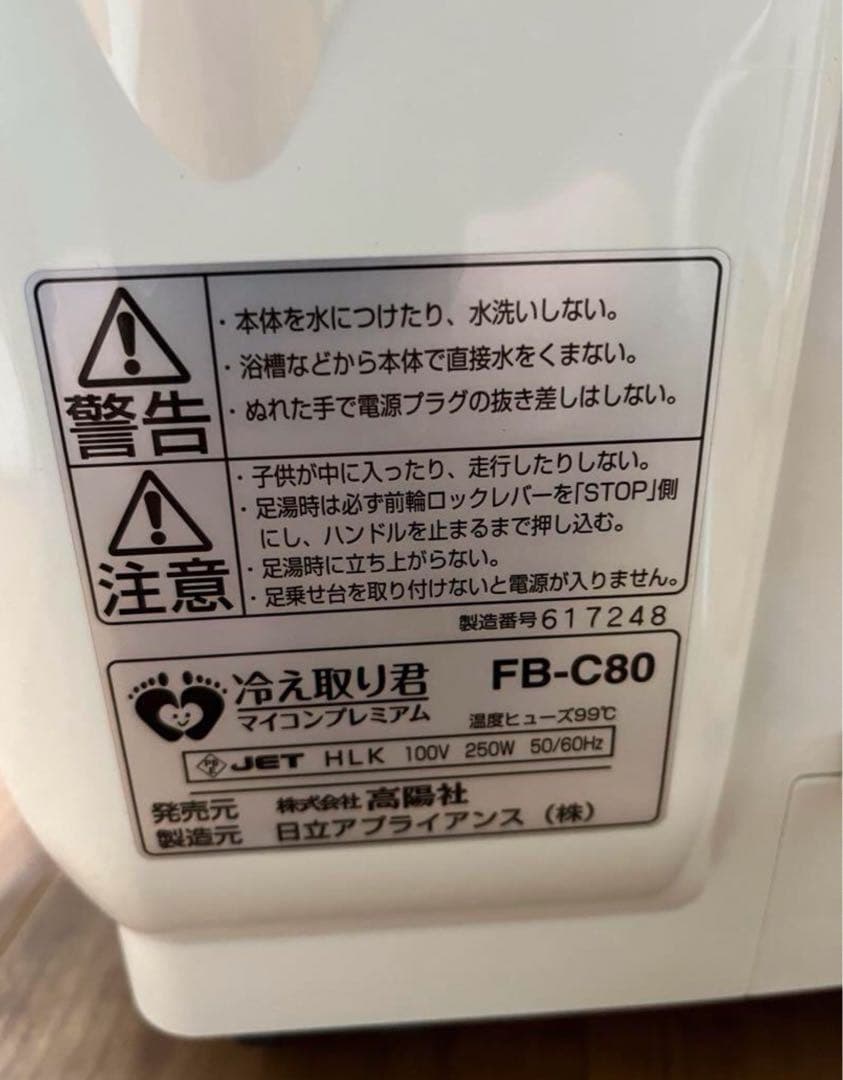 警告
・本体を水につけたり、水洗いしない。
・浴槽などから本体で直接水をくまない。
・ぬれた手で電源プラグの抜き差しはしない。
注意
・子供が中に入ったり、走行したりしない。
・足湯時は必ず前輪ロックレバーを「STOP」側
にし、ハンドルを止まるまで押し込む。
・足湯時に立ち上がらない。
・足乗せ台を取り付けないと電源が入りません。
製造番号617248
冷え取り君 FB-C80
マイコンプレミアム 温度ヒューズ99℃
PS E JET HLK 100V 250W 50/60Hz
発売元 株式会社 高陽社
製造元 日立アプライアンス（株）